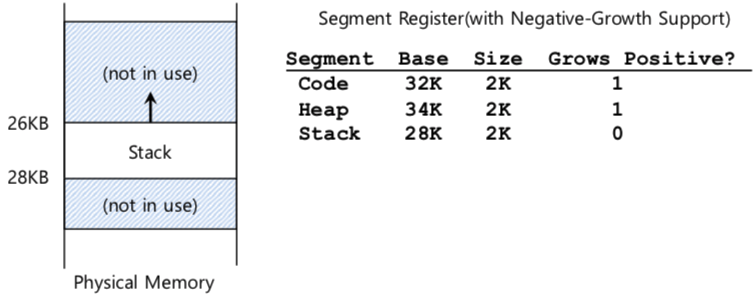 Segment Register(with Negative-Growth Support)
Segment Base Size Grows Positive?
Code 32K 2K 1
Heap 34K 2K 1
Stack 28K 2K 0
(not in use)
26KB
Stack
28KB
(not in use)
Physical Memory